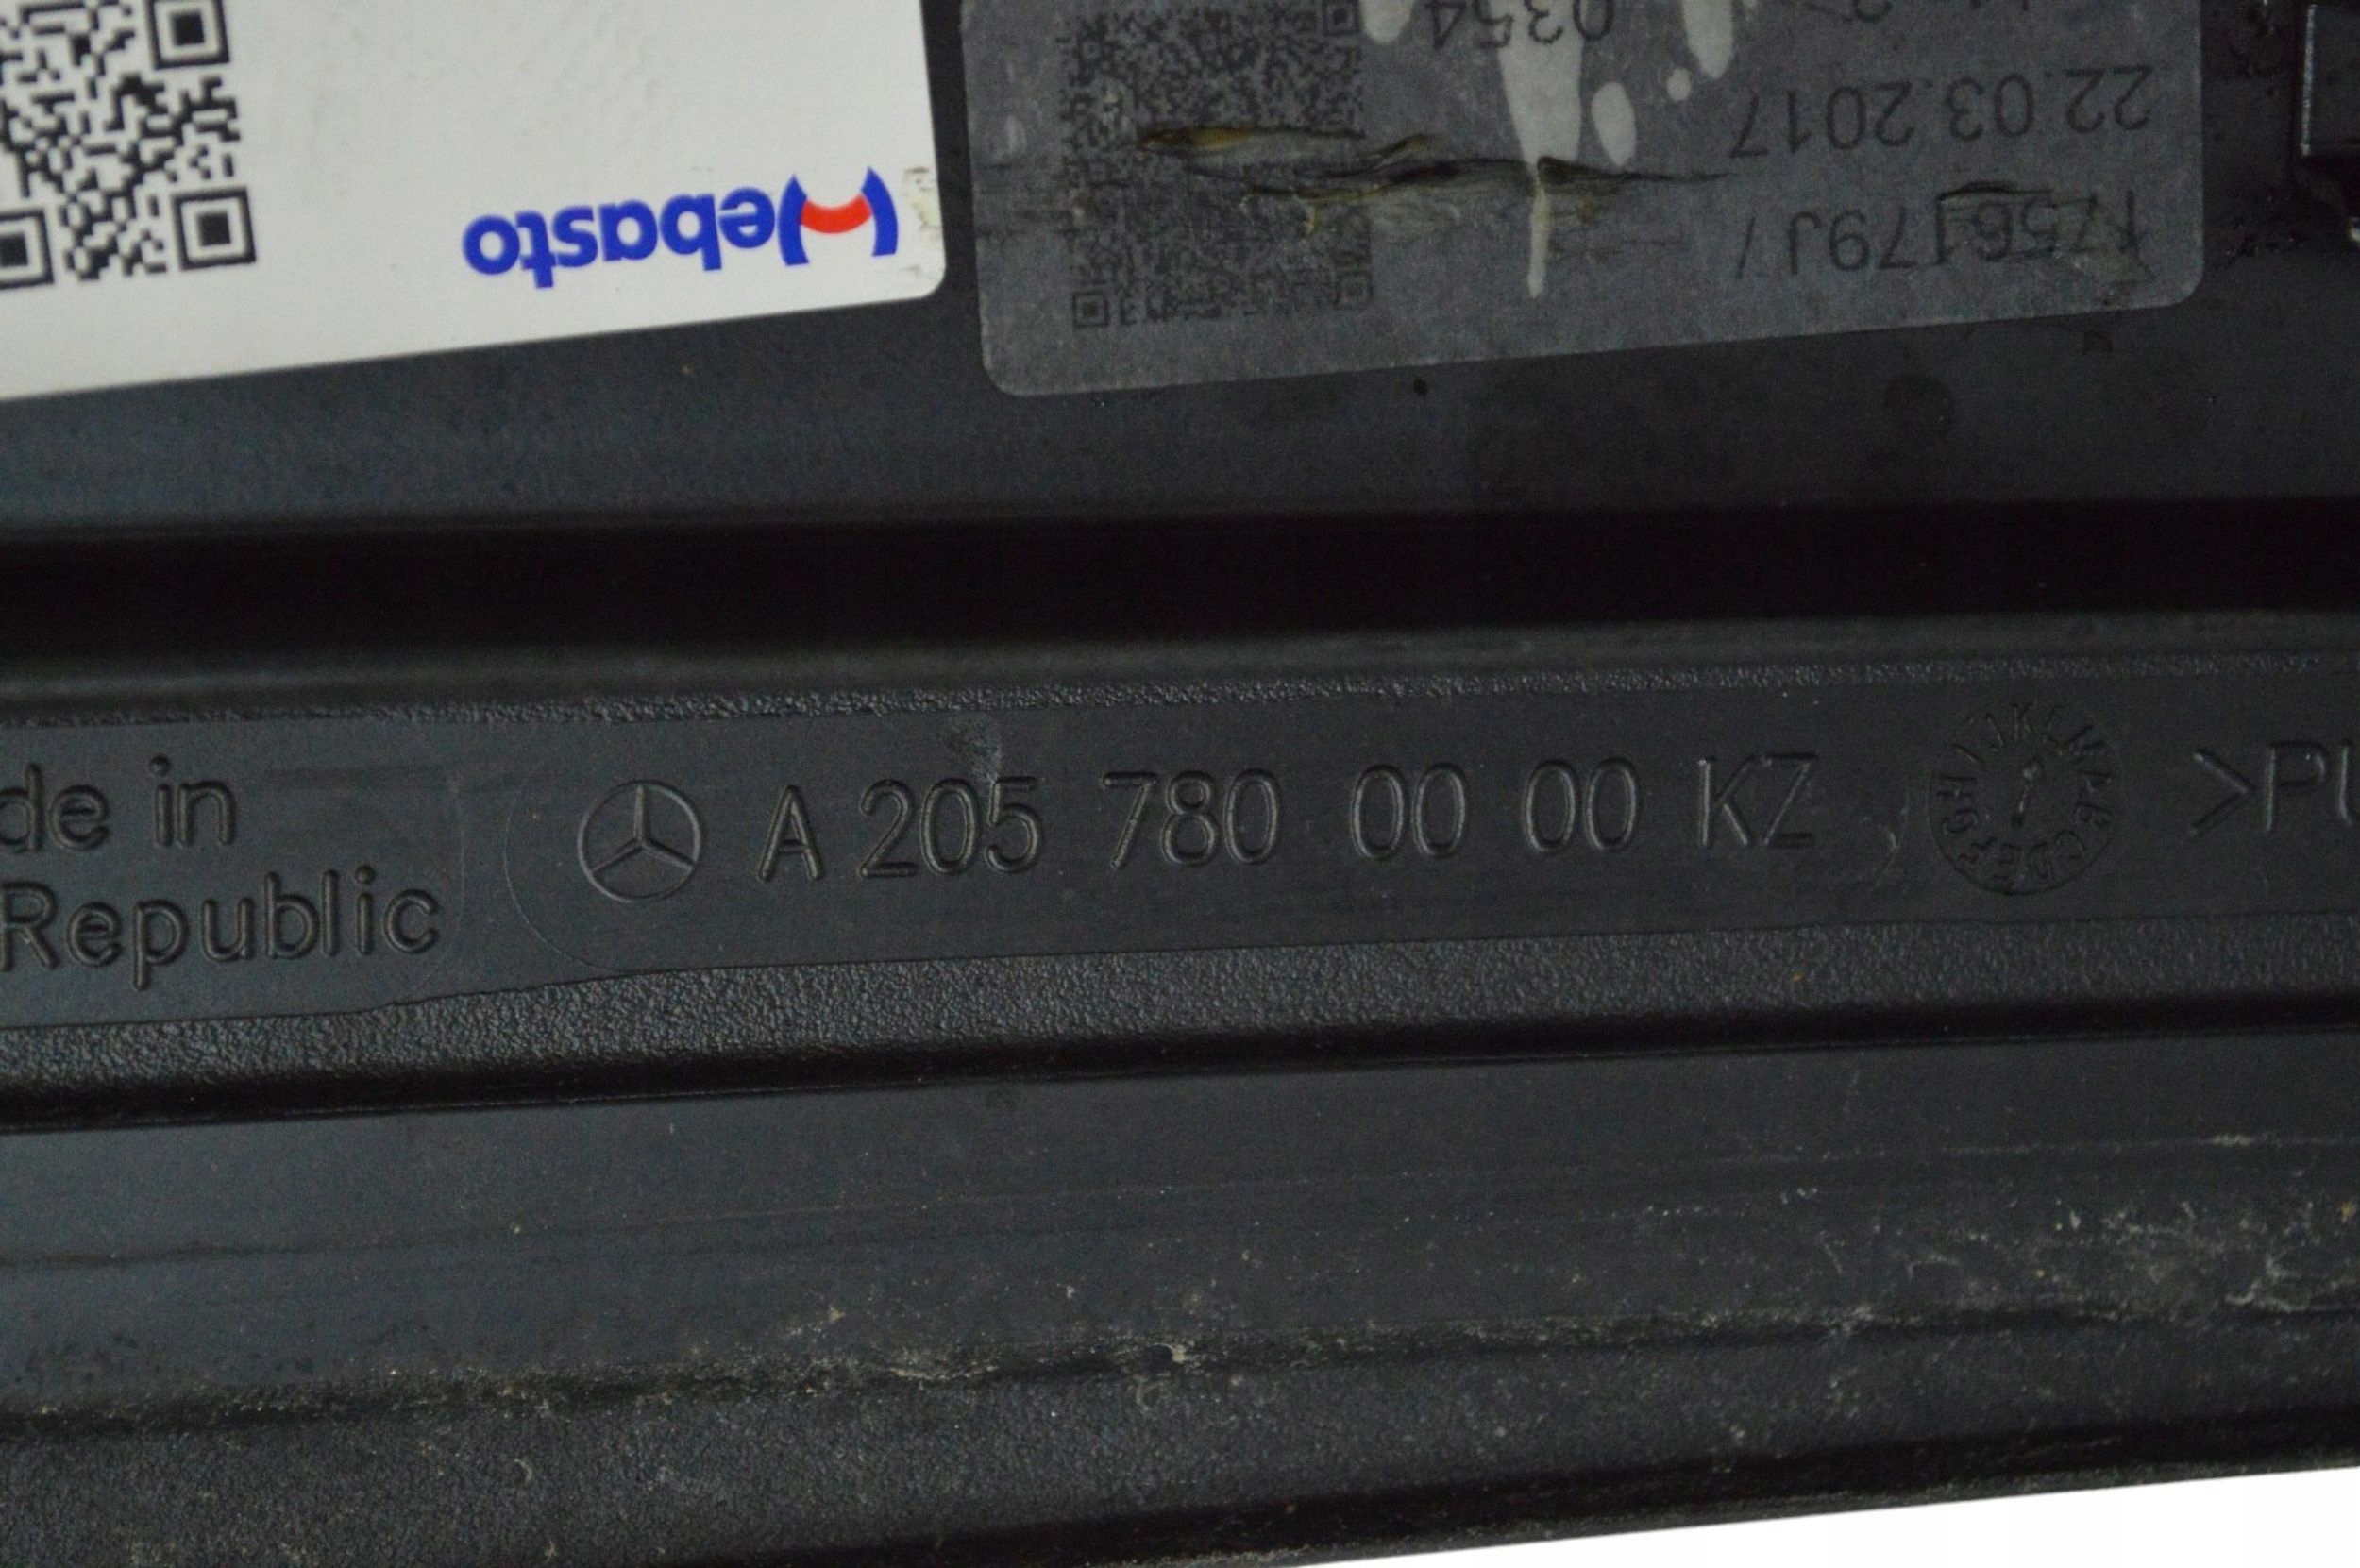 Webasto
1756179J /
22.03.2017
0354
de in
Republic
A 205 780 00 00 KZ
>PU